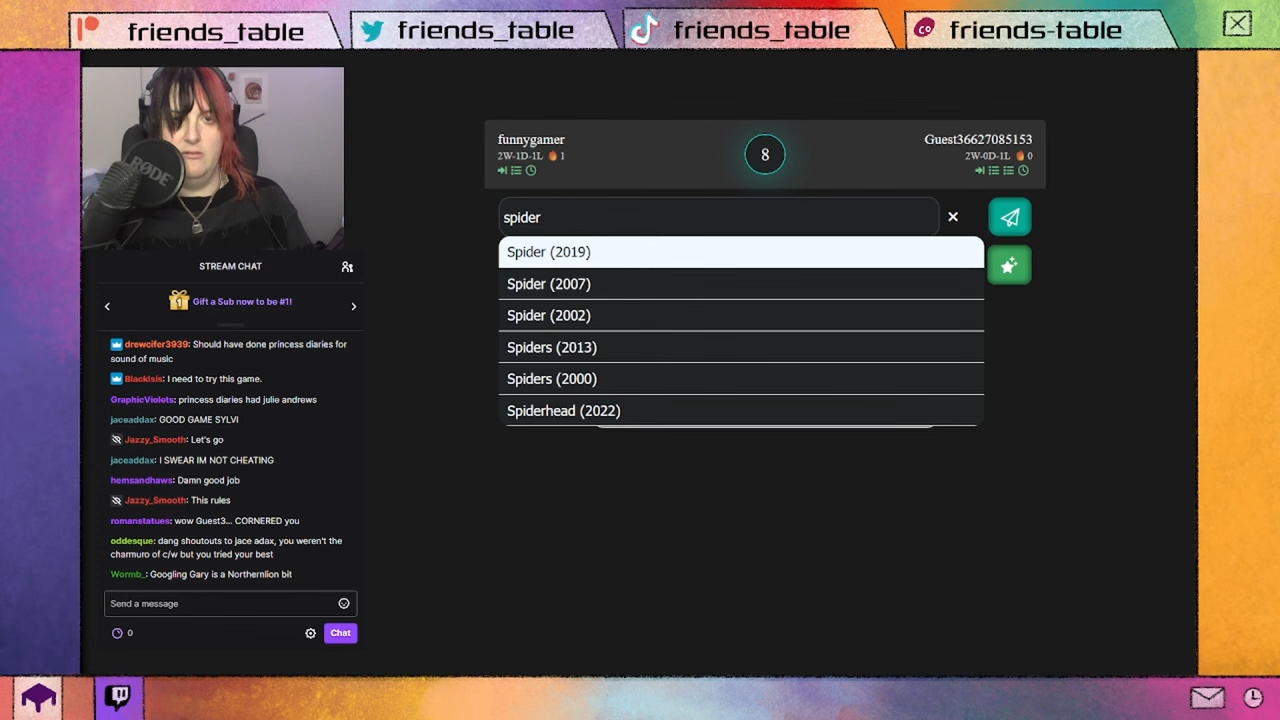 friends_table
friends_table
friends_table
friends-table
RØDE
STREAM CHAT
1
Gift a Sub now to be #1!
drewcifer3939: Should have done princess diaries for
sound of music
BlackIsis: I need to try this game.
GraphicViolets: princess diaries had julie andrews
jaceaddax: GOOD GAME SYLVI
Jazzy_Smooth: Let's go
jaceaddax: I SWEAR IM NOT CHEATING
hemsandhaws: Damn good job
Jazzy_Smooth: This rules
romanstatues: wow Guest3... CORNERED you
oddesque: dang shoutouts to jace adax, you weren't the
charmuro of c/w but you tried your best
Wormb_: Googling Gary is a Northernlion bit
Send a message
0
Chat
funnygamer
2W-1D-1L 1
8
Guest36627085153
2W-0D-1L 0
spider
Spider (2019)
Spider (2007)
Spider (2002)
Spiders (2013)
Spiders (2000)
Spiderhead (2022)